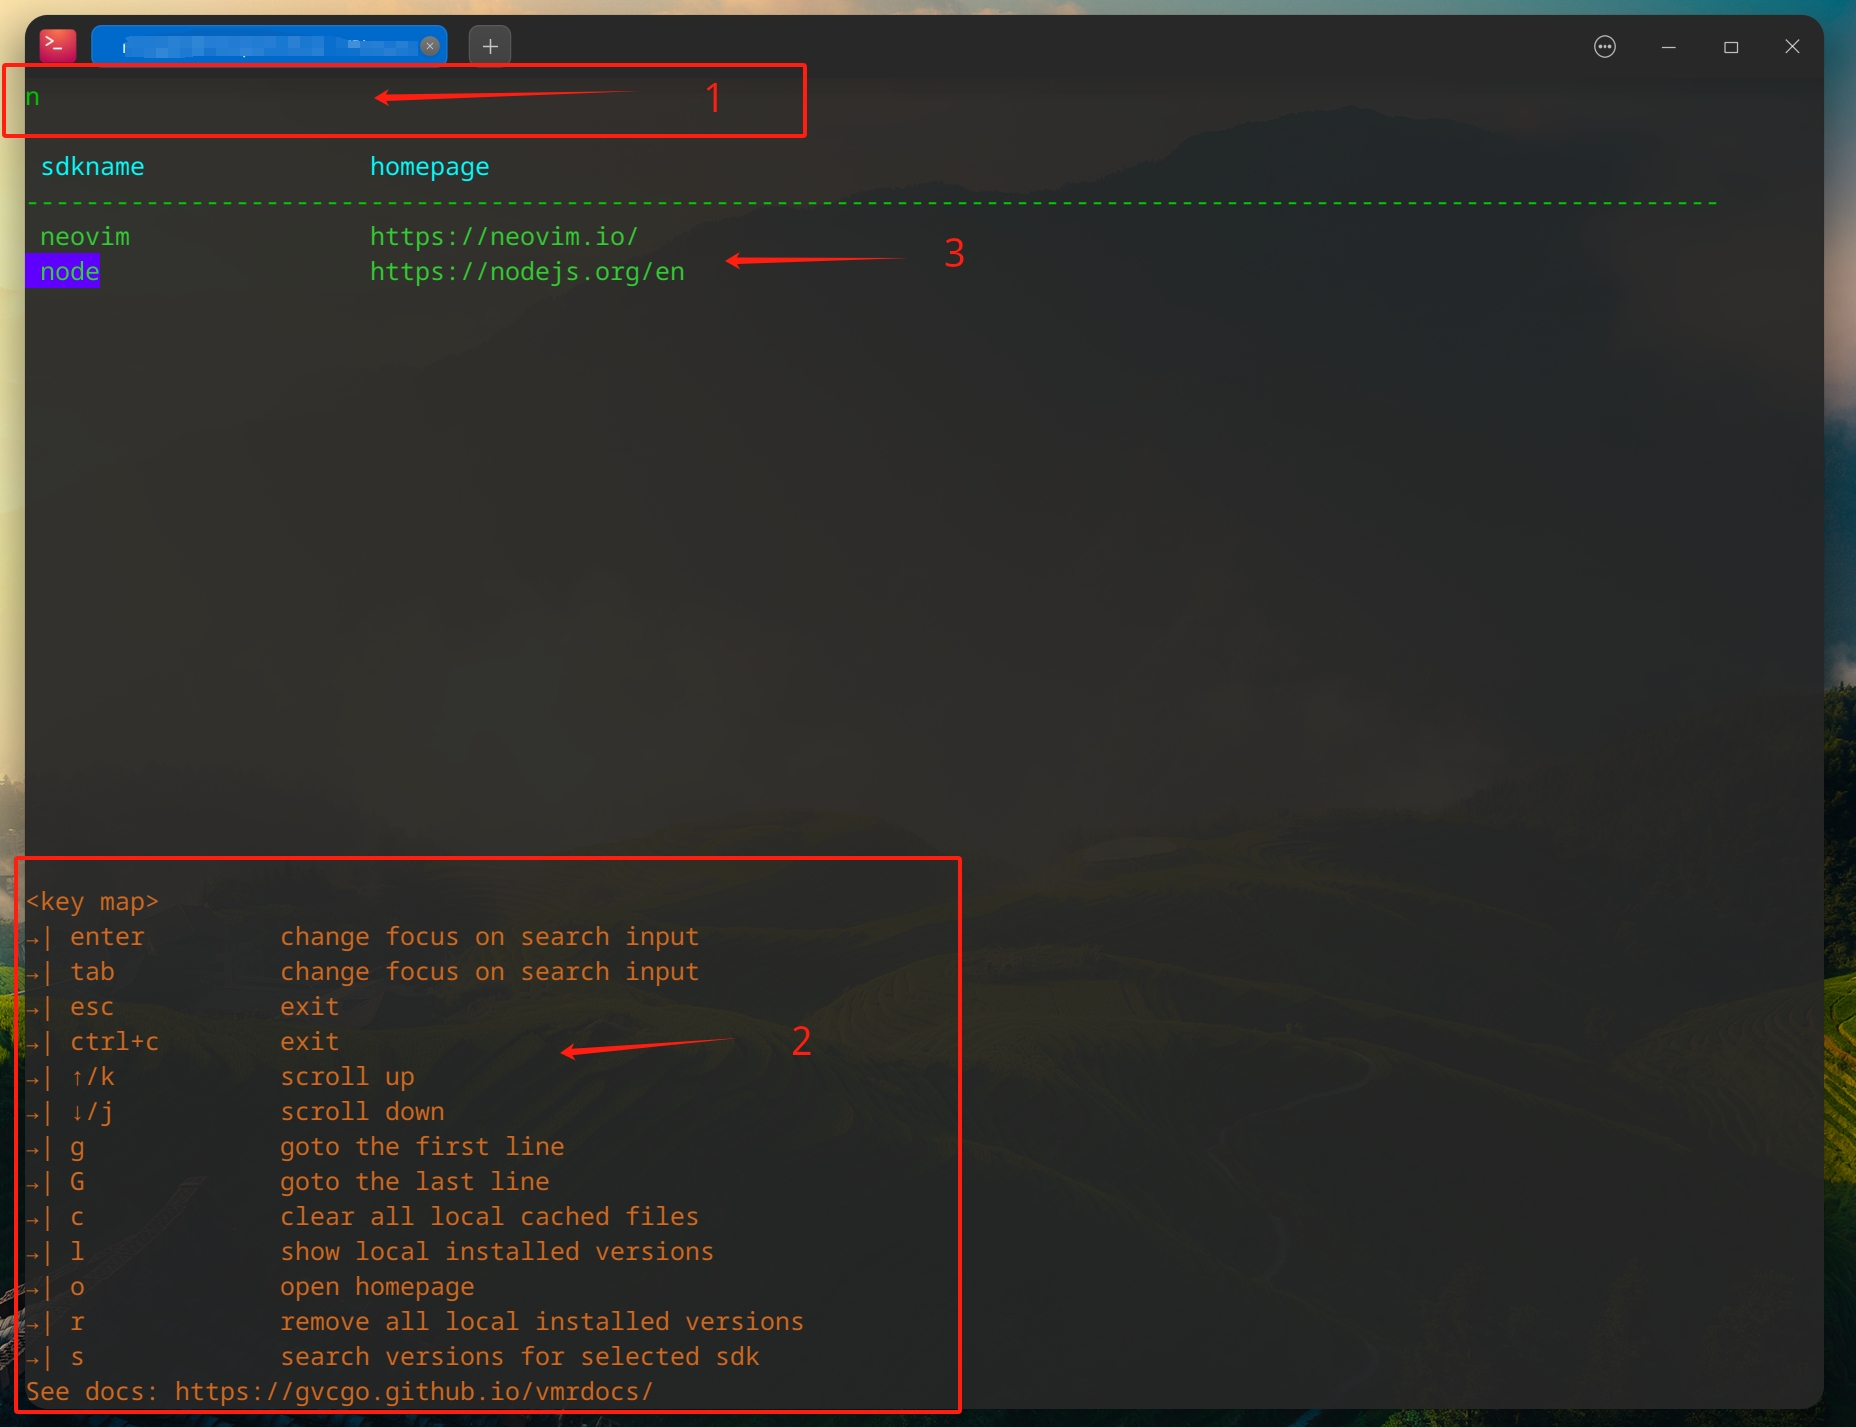 n 1
sdkname homepage
--------------------------------------------------------------------------------------------------------------
neovim https://neovim.io/
node https://nodejs.org/en
3
<key map>
→| enter change focus on search input
→| tab change focus on search input
→| esc exit
→| ctrl+c exit
2
→| ↑/k scroll up
→| ↓/j scroll down
→| g goto the first line
→| G goto the last line
→| c clear all local cached files
→| l show local installed versions
→| o open homepage
→| r remove all local installed versions
→| s search versions for selected sdk
See docs: https://gvcgo.github.io/vmrdocs/